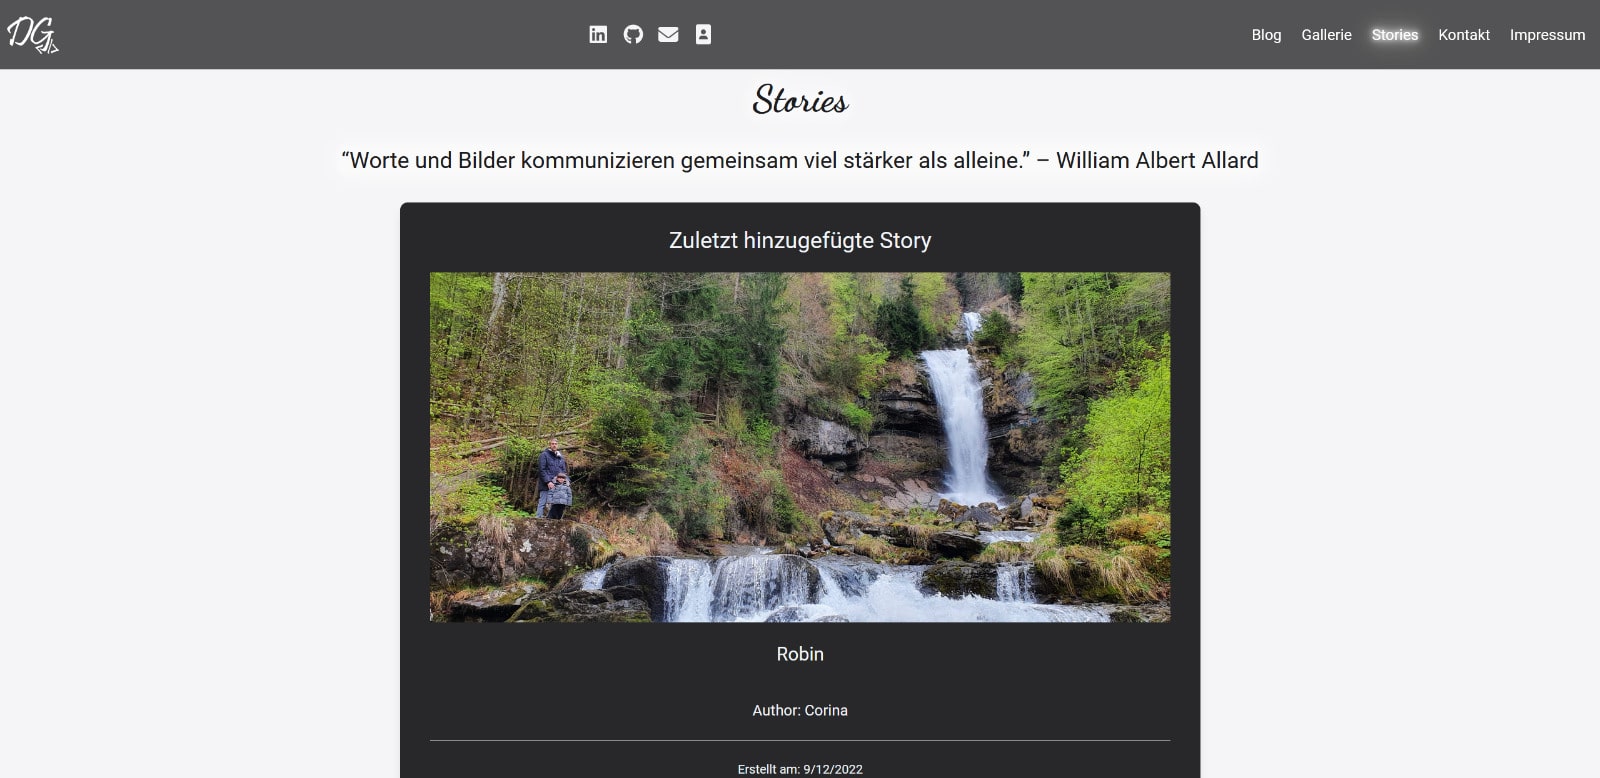 DG
Blog Gallerie Stories Kontakt Impressum
Stories
“Worte und Bilder kommunizieren gemeinsam viel stärker als alleine.” – William Albert Allard
Zuletzt hinzugefügte Story
Robin
Author: Corina
Erstellt am: 9/12/2022